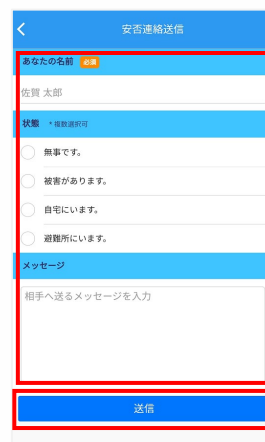 安否連絡送信
あなたの名前 必須
佐賀 太郎
状態 *複数選択可
無事です。
被害があります。
自宅にいます。
避難所にいます。
メッセージ
相手へ送るメッセージを入力
送信